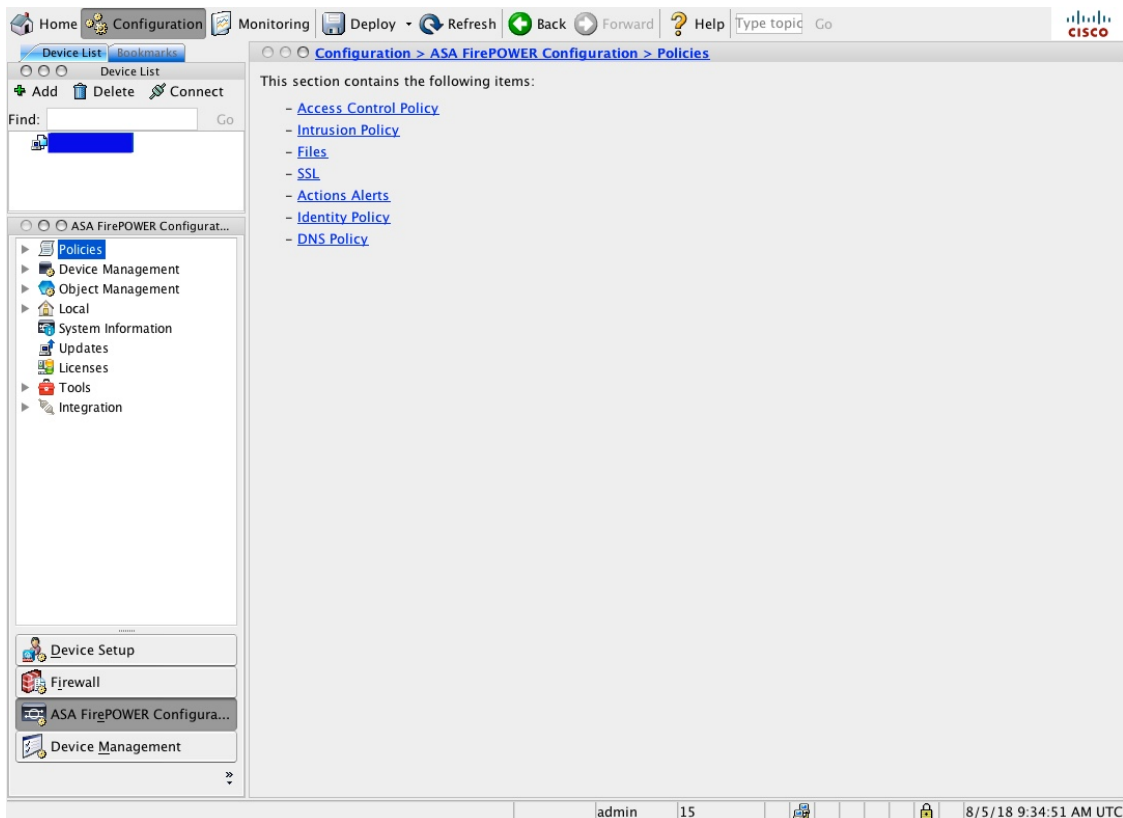 Home Configuration Monitoring Deploy Refresh Back Forward Help Type topic Go
CISCO
Device List Bookmarks
Device List
Add Delete Connect
Find: Go
ASA FirePOWER Configurat...
Policies
Device Management
Object Management
Local
System Information
Updates
Licenses
Tools
Integration
Device Setup
Firewall
ASA FirePOWER Configura...
Device Management
Configuration > ASA FirePOWER Configuration > Policies
This section contains the following items:
– Access Control Policy
– Intrusion Policy
– Files
– SSL
– Actions Alerts
– Identity Policy
– DNS Policy
admin 15 8/5/18 9:34:51 AM UTC